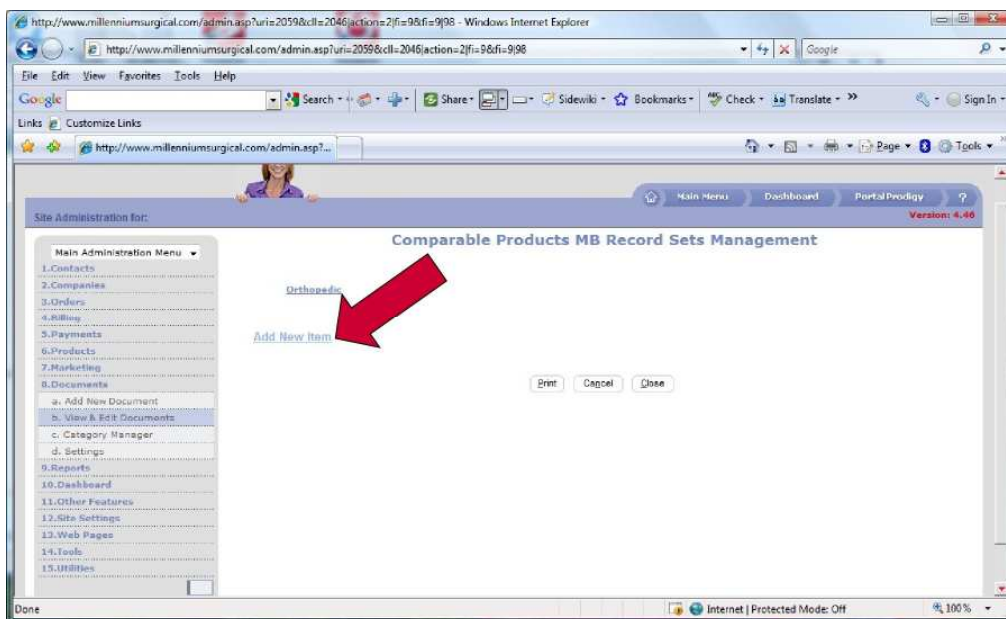 http://www.millenniumsurgical.com/admin.asp?uri=2059&cll=2046|action=2|fi=9&fi=9|98 - Windows Internet Explorer
http://www.millenniumsurgical.com/admin.asp?uri=2059&cll=2046|action=2|fi=9&fi=9|98
Google
File Edit View Favorites Tools Help
Google Search Share Sidewiki Bookmarks Check Translate Sign In
Links Customize Links
http://www.millenniumsurgical.com/admin.asp?... Page Tools
Main Menu Dashboard Portal Prodigy ?
Site Administration for: Version: 4.46
Main Administration Menu
Comparable Products MB Record Sets Management
1.Contacts
2.Companies
3.Orders
4.Billing
5.Payments
6.Products
7.Marketing
8.Documents
a. Add New Document
b. View & Edit Documents
c. Category Manager
d. Settings
9.Reports
10.Dashboard
11.Other Features
12.Site Settings
13.Web Pages
14.Tools
15.Utilities
Orthopedic
Add New Item
Print Cancel Close
Done Internet | Protected Mode: Off 100%